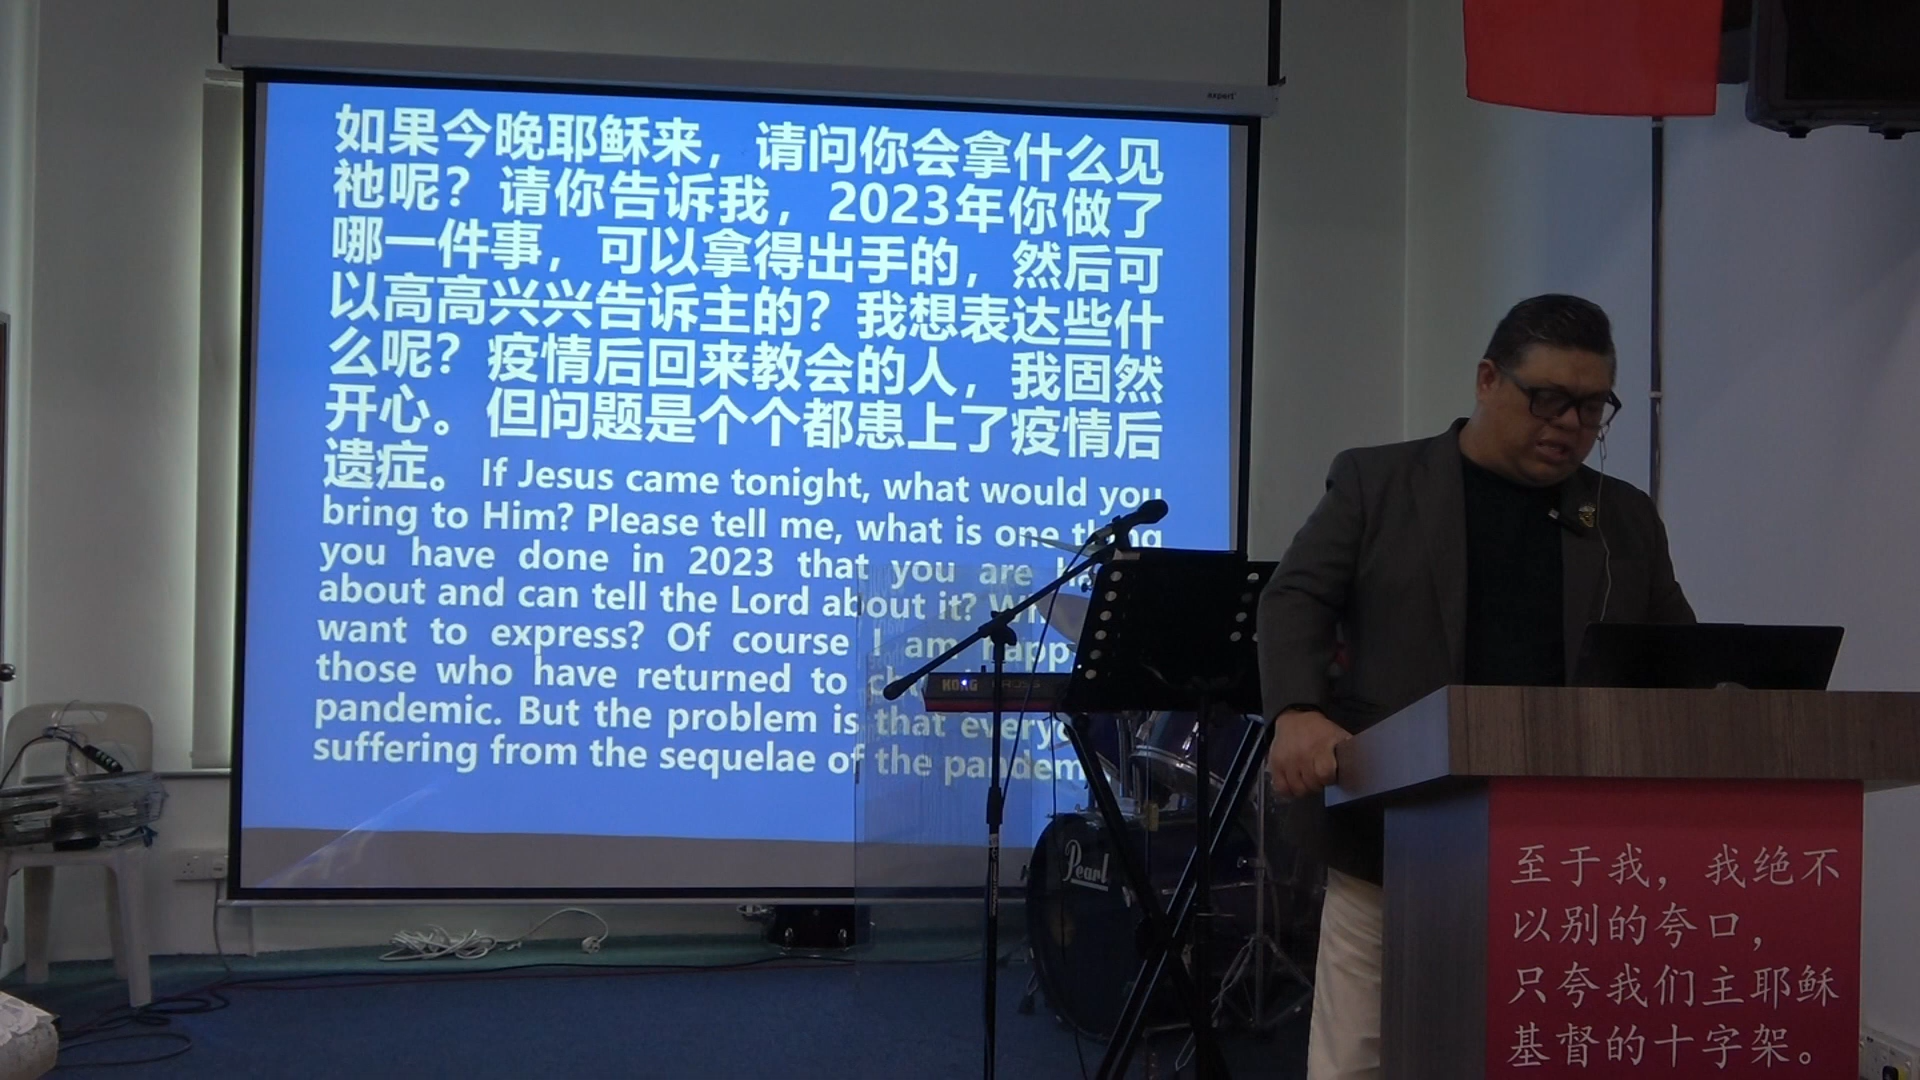 expert
如果今晚耶稣来，请问你会拿什么见
祂呢？请你告诉我，2023年你做了
哪一件事，可以拿得出手的，然后可
以高高兴兴告诉主的？我想表达些什
么呢？疫情后回来教会的人，我固然
开心。但问题是个个都患上了疫情后
遗症。If Jesus came tonight, what would you
bring to Him? Please tell me, what is one thing
you have done in 2023 that you are
about and can tell the Lord about it?
want to express? Of course I am
those who have returned to
pandemic. But the problem is that
suffering from the sequelae of the
KORG
Pearl
至于我，我绝不
以别的夸口，
只夸我们主耶稣
基督的十字架。